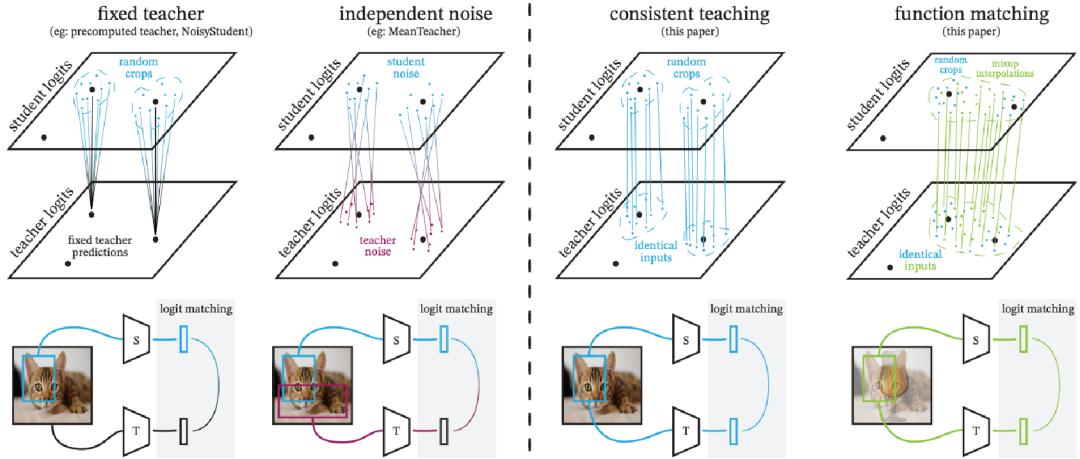 fixed teacher
(eg: precomputed teacher, NoisyStudent)
student logits
random
crops
teacher logits
fixed teacher
predictions
logit matching
S
T
independent noise
(eg: MeanTeacher)
student logits
student
noise
teacher logits
teacher
noise
logit matching
S
T
consistent teaching
(this paper)
student logits
random
crops
teacher logits
identical
inputs
logit matching
S
T
function matching
(this paper)
student logits
random
crops
mixup
interpolations
teacher logits
identical
inputs
logit matching
S
T